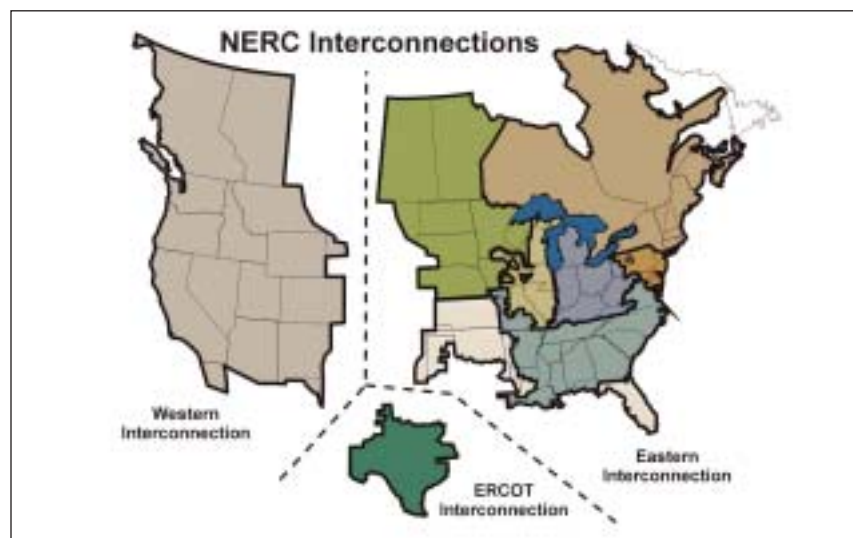 NERC Interconnections
Western
Interconnection
Eastern
Interconnection
ERCOT
Interconnection